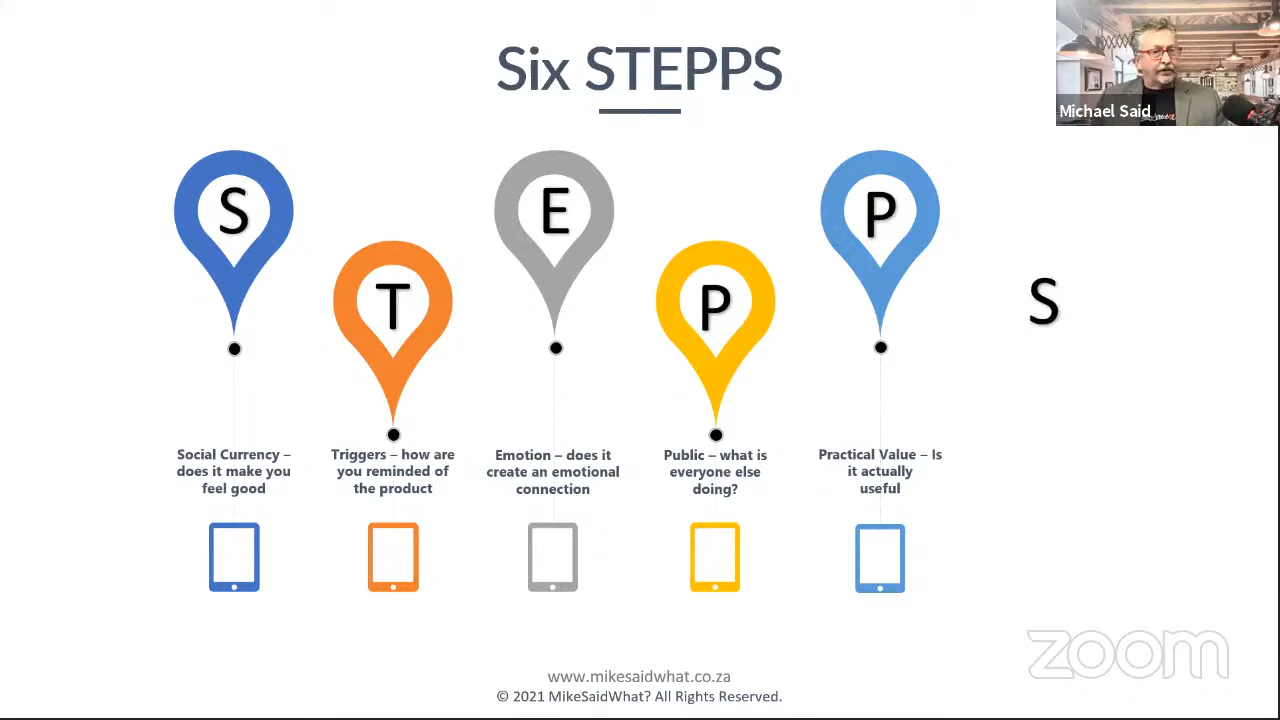 Six STEPPS
Michael Said
S
T
E
P
P
S
Social Currency –
does it make you
feel good
Triggers – how are
you reminded of
the product
Emotion – does it
create an emotional
connection
Public – what is
everyone else
doing?
Practical Value – Is
it actually
useful
zoom
www.mikesaidwhat.co.za
© 2021 MikeSaidWhat? All Rights Reserved.